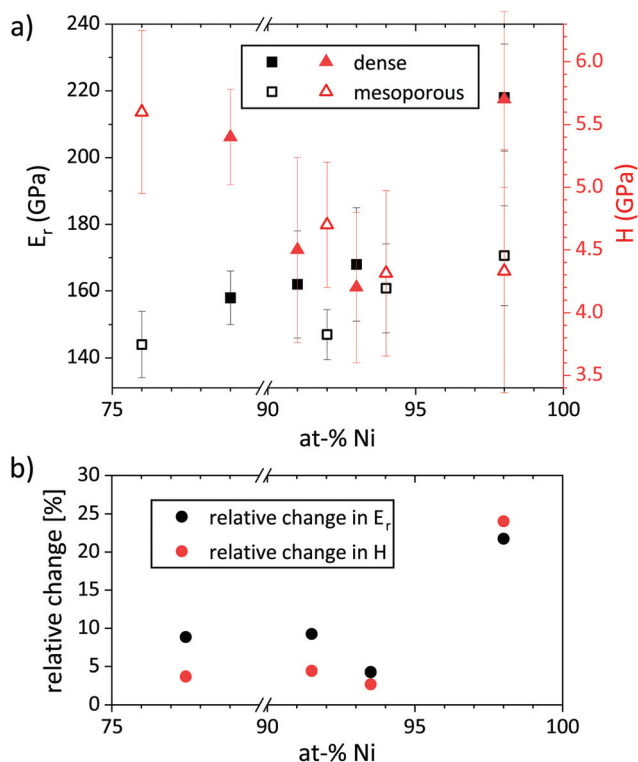 a)
240
220
200
180
160
140
E_r (GPa)
dense
mesoporous
6.0
5.5
5.0
4.5
4.0
3.5
H (GPa)
75 90 95 100
at-% Ni
b)
30
25
20
15
10
5
0
relative change [%]
relative change in E_r
relative change in H
75 90 95 100
at-% Ni